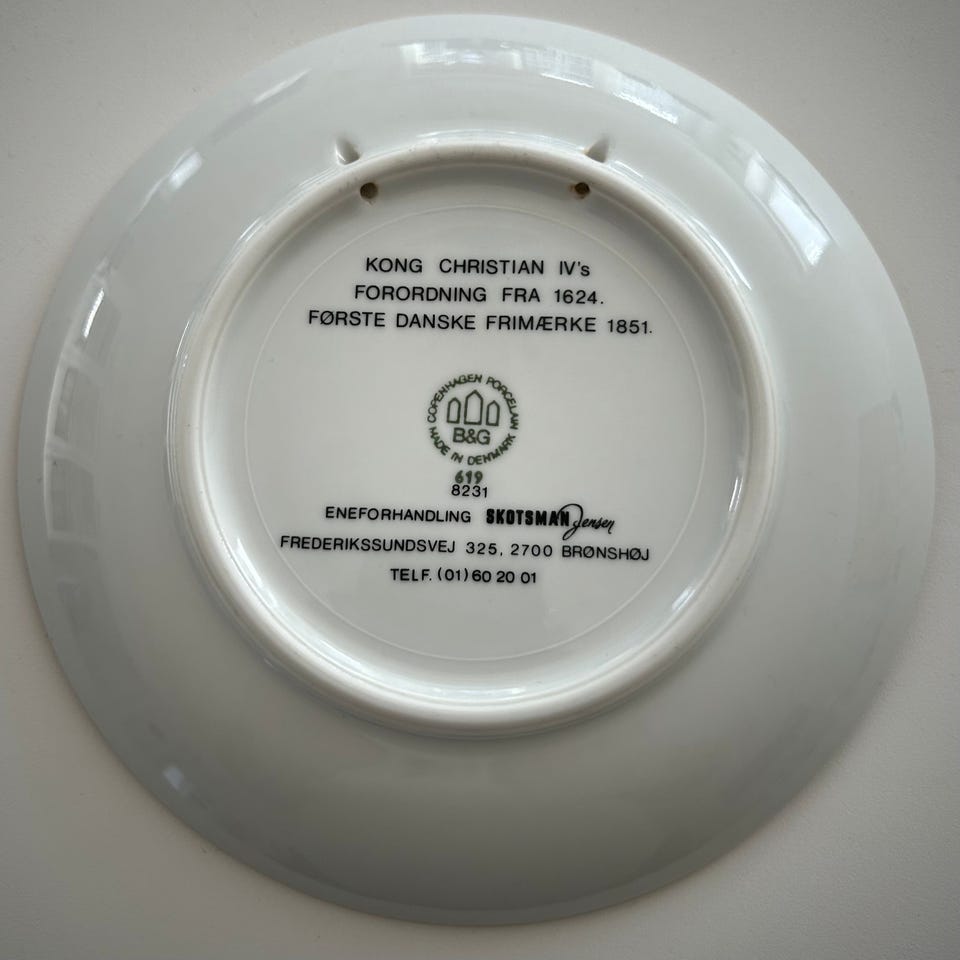 KONG CHRISTIAN IV's
FORORDNING FRA 1624.
FØRSTE DANSKE FRIMÆRKE 1851.
COPENHAGEN PORCELAIN
B&G
MADE IN DENMARK
619
8231
ENEFORHANDLING SKOTSMAN Jensen
FREDERIKSSUNDSVEJ 325, 2700 BRØNSHØJ
TELF. (01) 60 20 01